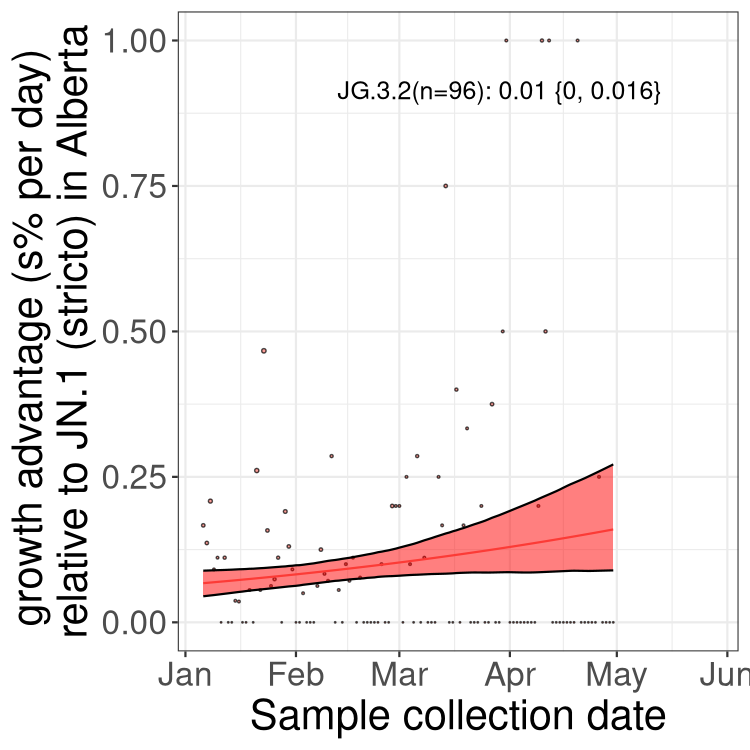 growth advantage (s% per day)
relative to JN.1 (stricto) in Alberta
1.00
0.75
0.50
0.25
0.00
JG.3.2(n=96): 0.01 {0, 0.016}
Jan Feb Mar Apr May Jun
Sample collection date